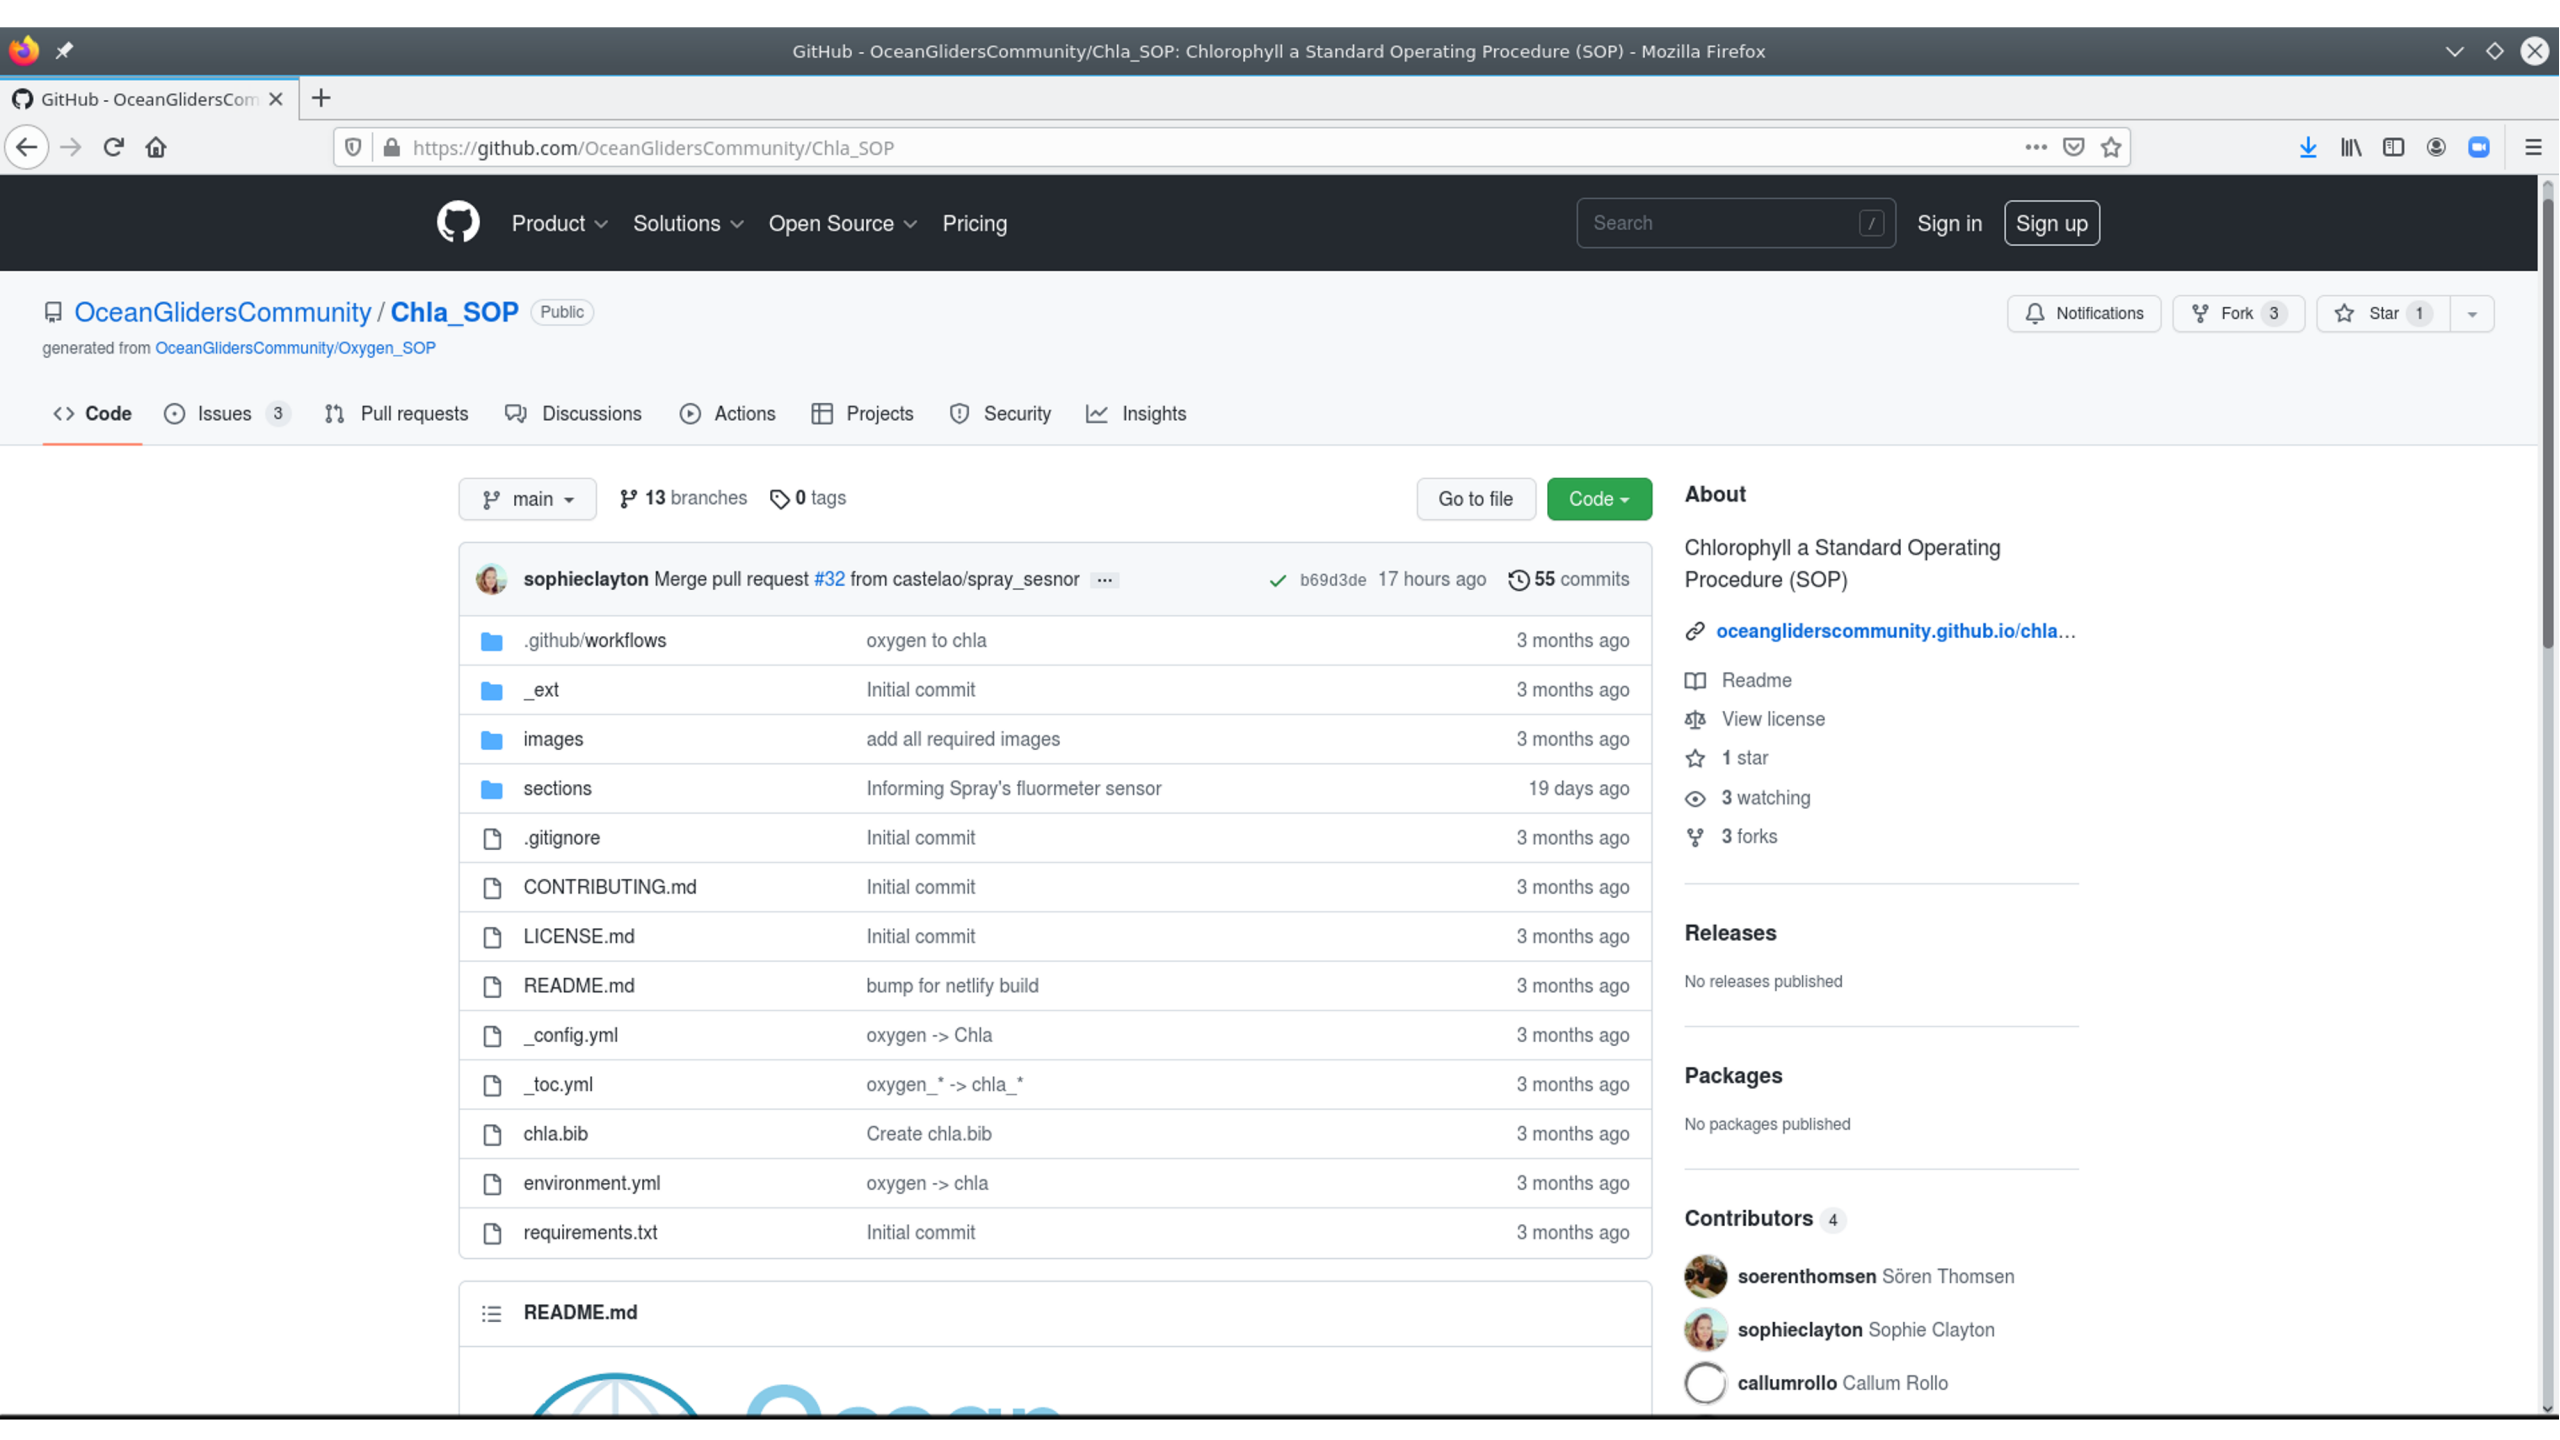 GitHub - OceanGlidersCommunity/Chla_SOP: Chlorophyll a Standard Operating Procedure (SOP) - Mozilla Firefox
GitHub - OceanGlidersCom
https://github.com/OceanGlidersCommunity/Chla_SOP
Product Solutions Open Source Pricing Search / Sign in Sign up
OceanGlidersCommunity / Chla_SOP Public Notifications Fork 3 Star 1
generated from OceanGlidersCommunity/Oxygen_SOP
Code Issues 3 Pull requests Discussions Actions Projects Security Insights
main 13 branches 0 tags Go to file Code
sophieclayton Merge pull request #32 from castelao/spray_sesnor ... b69d3de 17 hours ago 55 commits
.github/workflows oxygen to chla 3 months ago
_ext Initial commit 3 months ago
images add all required images 3 months ago
sections Informing Spray's fluormeter sensor 19 days ago
.gitignore Initial commit 3 months ago
CONTRIBUTING.md Initial commit 3 months ago
LICENSE.md Initial commit 3 months ago
README.md bump for netlify build 3 months ago
_config.yml oxygen -> Chla 3 months ago
_toc.yml oxygen_* -> chla_* 3 months ago
chla.bib Create chla.bib 3 months ago
environment.yml oxygen -> chla 3 months ago
requirements.txt Initial commit 3 months ago
README.md
Ocean
About
Chlorophyll a Standard Operating
Procedure (SOP)
oceangliderscommunity.github.io/chla...
Readme
View license
1 star
3 watching
3 forks
Releases
No releases published
Packages
No packages published
Contributors 4
soerenthomsen Sören Thomsen
sophieclayton Sophie Clayton
callumrollo Callum Rollo